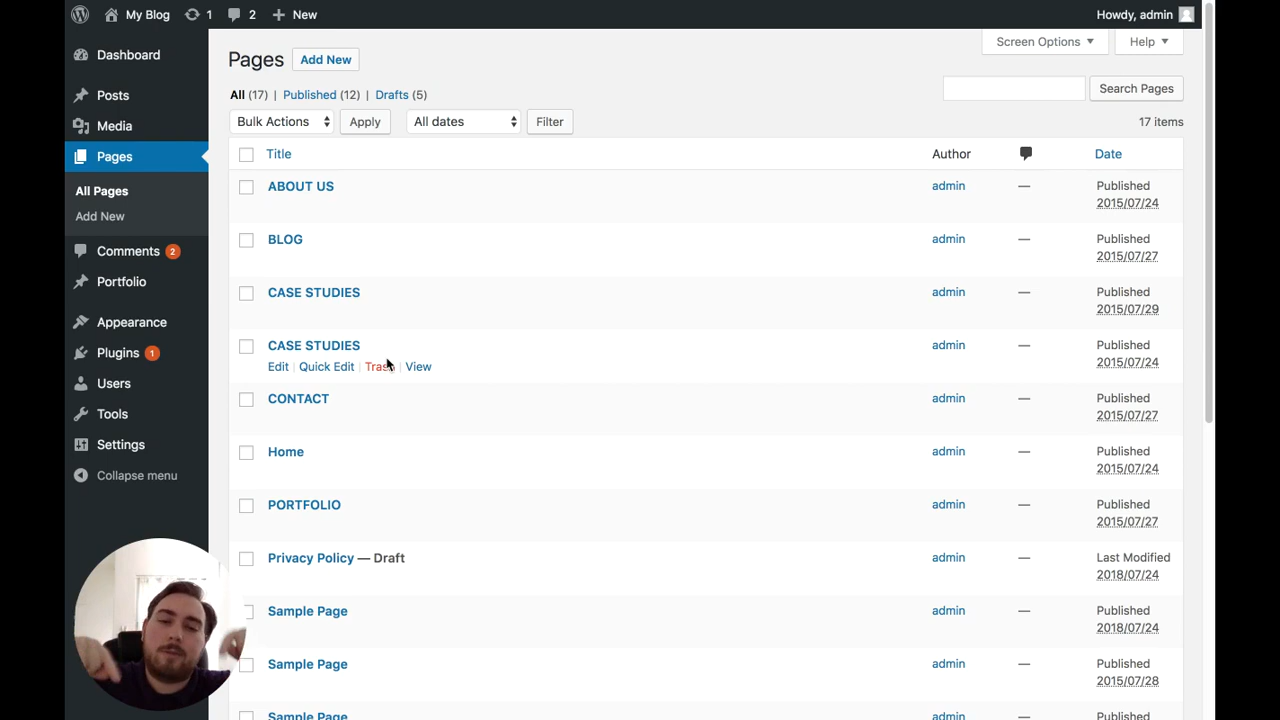 My Blog 1 2 New Howdy, admin
Screen Options Help
Dashboard
Posts
Media
Pages
All Pages
Add New
Comments 2
Portfolio
Appearance
Plugins 1
Users
Tools
Settings
Collapse menu
Pages Add New
All (17) | Published (12) | Drafts (5)
Search Pages
Bulk Actions Apply All dates Filter 17 items
Title Author Date
ABOUT US admin — Published
2015/07/24
BLOG admin — Published
2015/07/27
CASE STUDIES admin — Published
2015/07/29
CASE STUDIES admin — Published
2015/07/24
Edit | Quick Edit | Trash | View
CONTACT admin — Published
2015/07/27
Home admin — Published
2015/07/24
PORTFOLIO admin — Published
2015/07/27
Privacy Policy — Draft admin — Last Modified
2018/07/24
Sample Page admin — Published
2018/07/24
Sample Page admin — Published
2015/07/28
Sample Page admin — Published